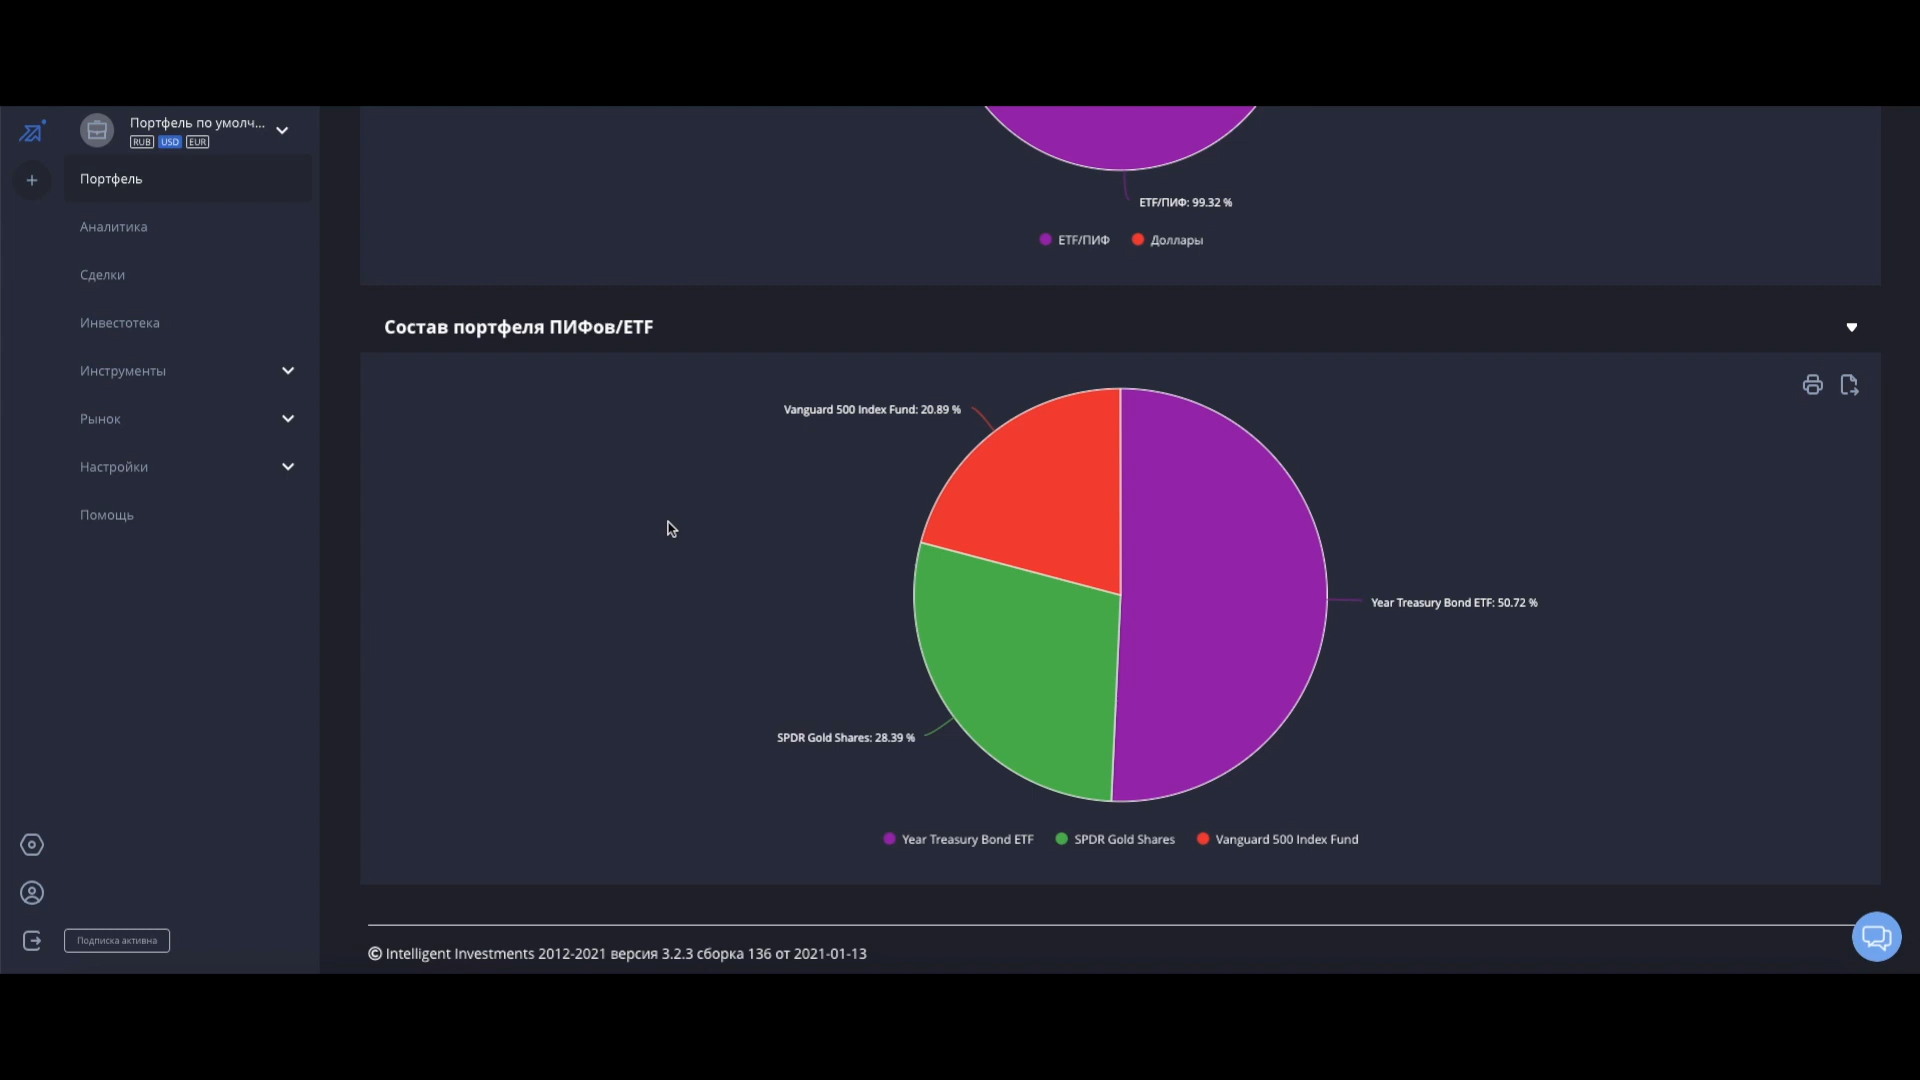 Портфель по умолч...
RUB USD EUR
Портфель
Аналитика
Сделки
Инвестотека
Инструменты
Рынок
Настройки
Помощь
Подписка активна
ETF/ПИФ: 99.32 %
ETF/ПИФ Доллары
Состав портфеля ПИФов/ETF
Vanguard 500 Index Fund: 20.89 %
Year Treasury Bond ETF: 50.72 %
SPDR Gold Shares: 28.39 %
Year Treasury Bond ETF SPDR Gold Shares Vanguard 500 Index Fund
© Intelligent Investments 2012-2021 версия 3.2.3 сборка 136 от 2021-01-13